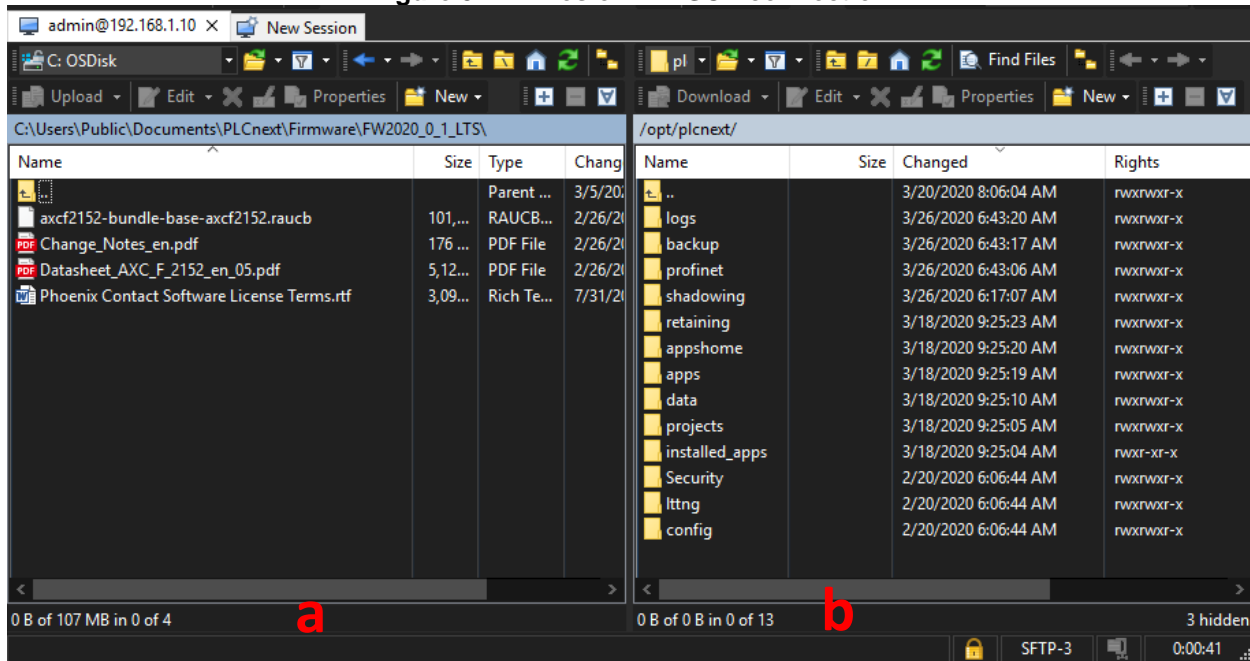 admin@192.168.1.10 X New Session
C: OSDisk
pl Find Files
Upload Edit Properties New
Download Edit Properties New
C:\Users\Public\Documents\PLCnext\Firmware\FW2020_0_1_LTS\
/opt/plcnext/
Name Size Type Chang
.. Parent ... 3/5/202
axcf2152-bundle-base-axcf2152.raucb 101,... RAUCB... 2/26/20
Change_Notes_en.pdf 176 ... PDF File 2/26/20
Datasheet_AXC_F_2152_en_05.pdf 5,12... PDF File 2/26/20
Phoenix Contact Software License Terms.rtf 3,09... Rich Te... 7/31/20
Name Size Changed Rights
.. 3/20/2020 8:06:04 AM rwxrwxr-x
logs 3/26/2020 6:43:20 AM rwxrwxr-x
backup 3/26/2020 6:43:17 AM rwxrwxr-x
profinet 3/26/2020 6:43:06 AM rwxrwxr-x
shadowing 3/26/2020 6:17:07 AM rwxrwxr-x
retaining 3/18/2020 9:25:23 AM rwxrwxr-x
appshome 3/18/2020 9:25:20 AM rwxrwxr-x
apps 3/18/2020 9:25:19 AM rwxrwxr-x
data 3/18/2020 9:25:10 AM rwxrwxr-x
projects 3/18/2020 9:25:05 AM rwxrwxr-x
installed_apps 3/18/2020 9:25:04 AM rwxr-xr-x
Security 2/20/2020 6:06:44 AM rwxrwxr-x
lttng 2/20/2020 6:06:44 AM rwxrwxr-x
config 2/20/2020 6:06:44 AM rwxrwxr-x
0 B of 107 MB in 0 of 4
a
0 B of 0 B in 0 of 13
b
3 hidden
SFTP-3 0:00:41